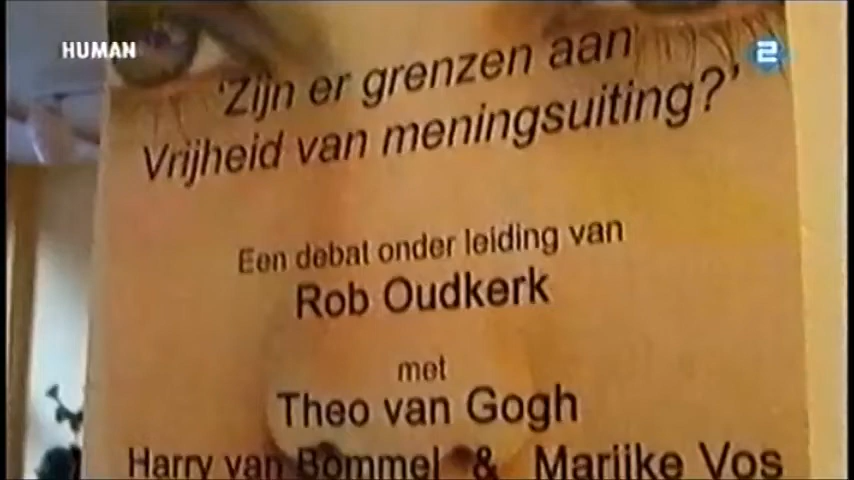 HUMAN
2
'Zijn er grenzen aan
Vrijheid van meningsuiting?'
Een debat onder leiding van
Rob Oudkerk
met
Theo van Gogh
Harry van Bommel & Marijke Vos